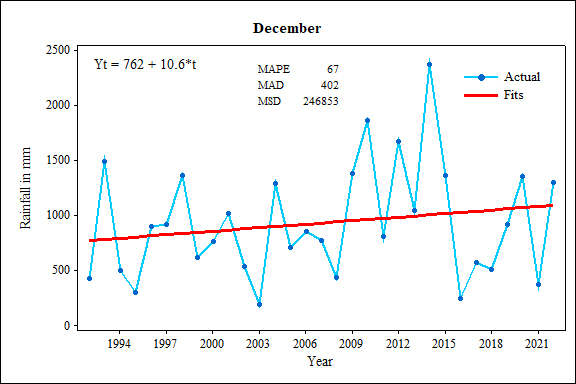 December
Yt = 762 + 10.6*t
MAPE 67
MAD 402
MSD 246853
Actual
Fits
Rainfall in mm
2500
2000
1500
1000
500
0
1994 1997 2000 2003 2006 2009 2012 2015 2018 2021
Year